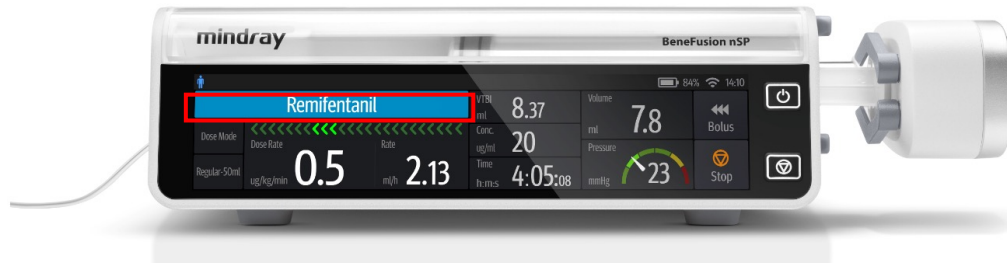 mindray
BeneFusion nSP
84% 14:10
Remifentanil
VTBI
ml
8.37
Volume
ml
7.8
Bolus
Dose Mode
Dose Rate
ug/kg/min
0.5
Rate
ml/h
2.13
Conc.
ug/ml
20
Pressure
mmHg
23
Regular-50ml
Time
h:m:s
4:05:08
Stop